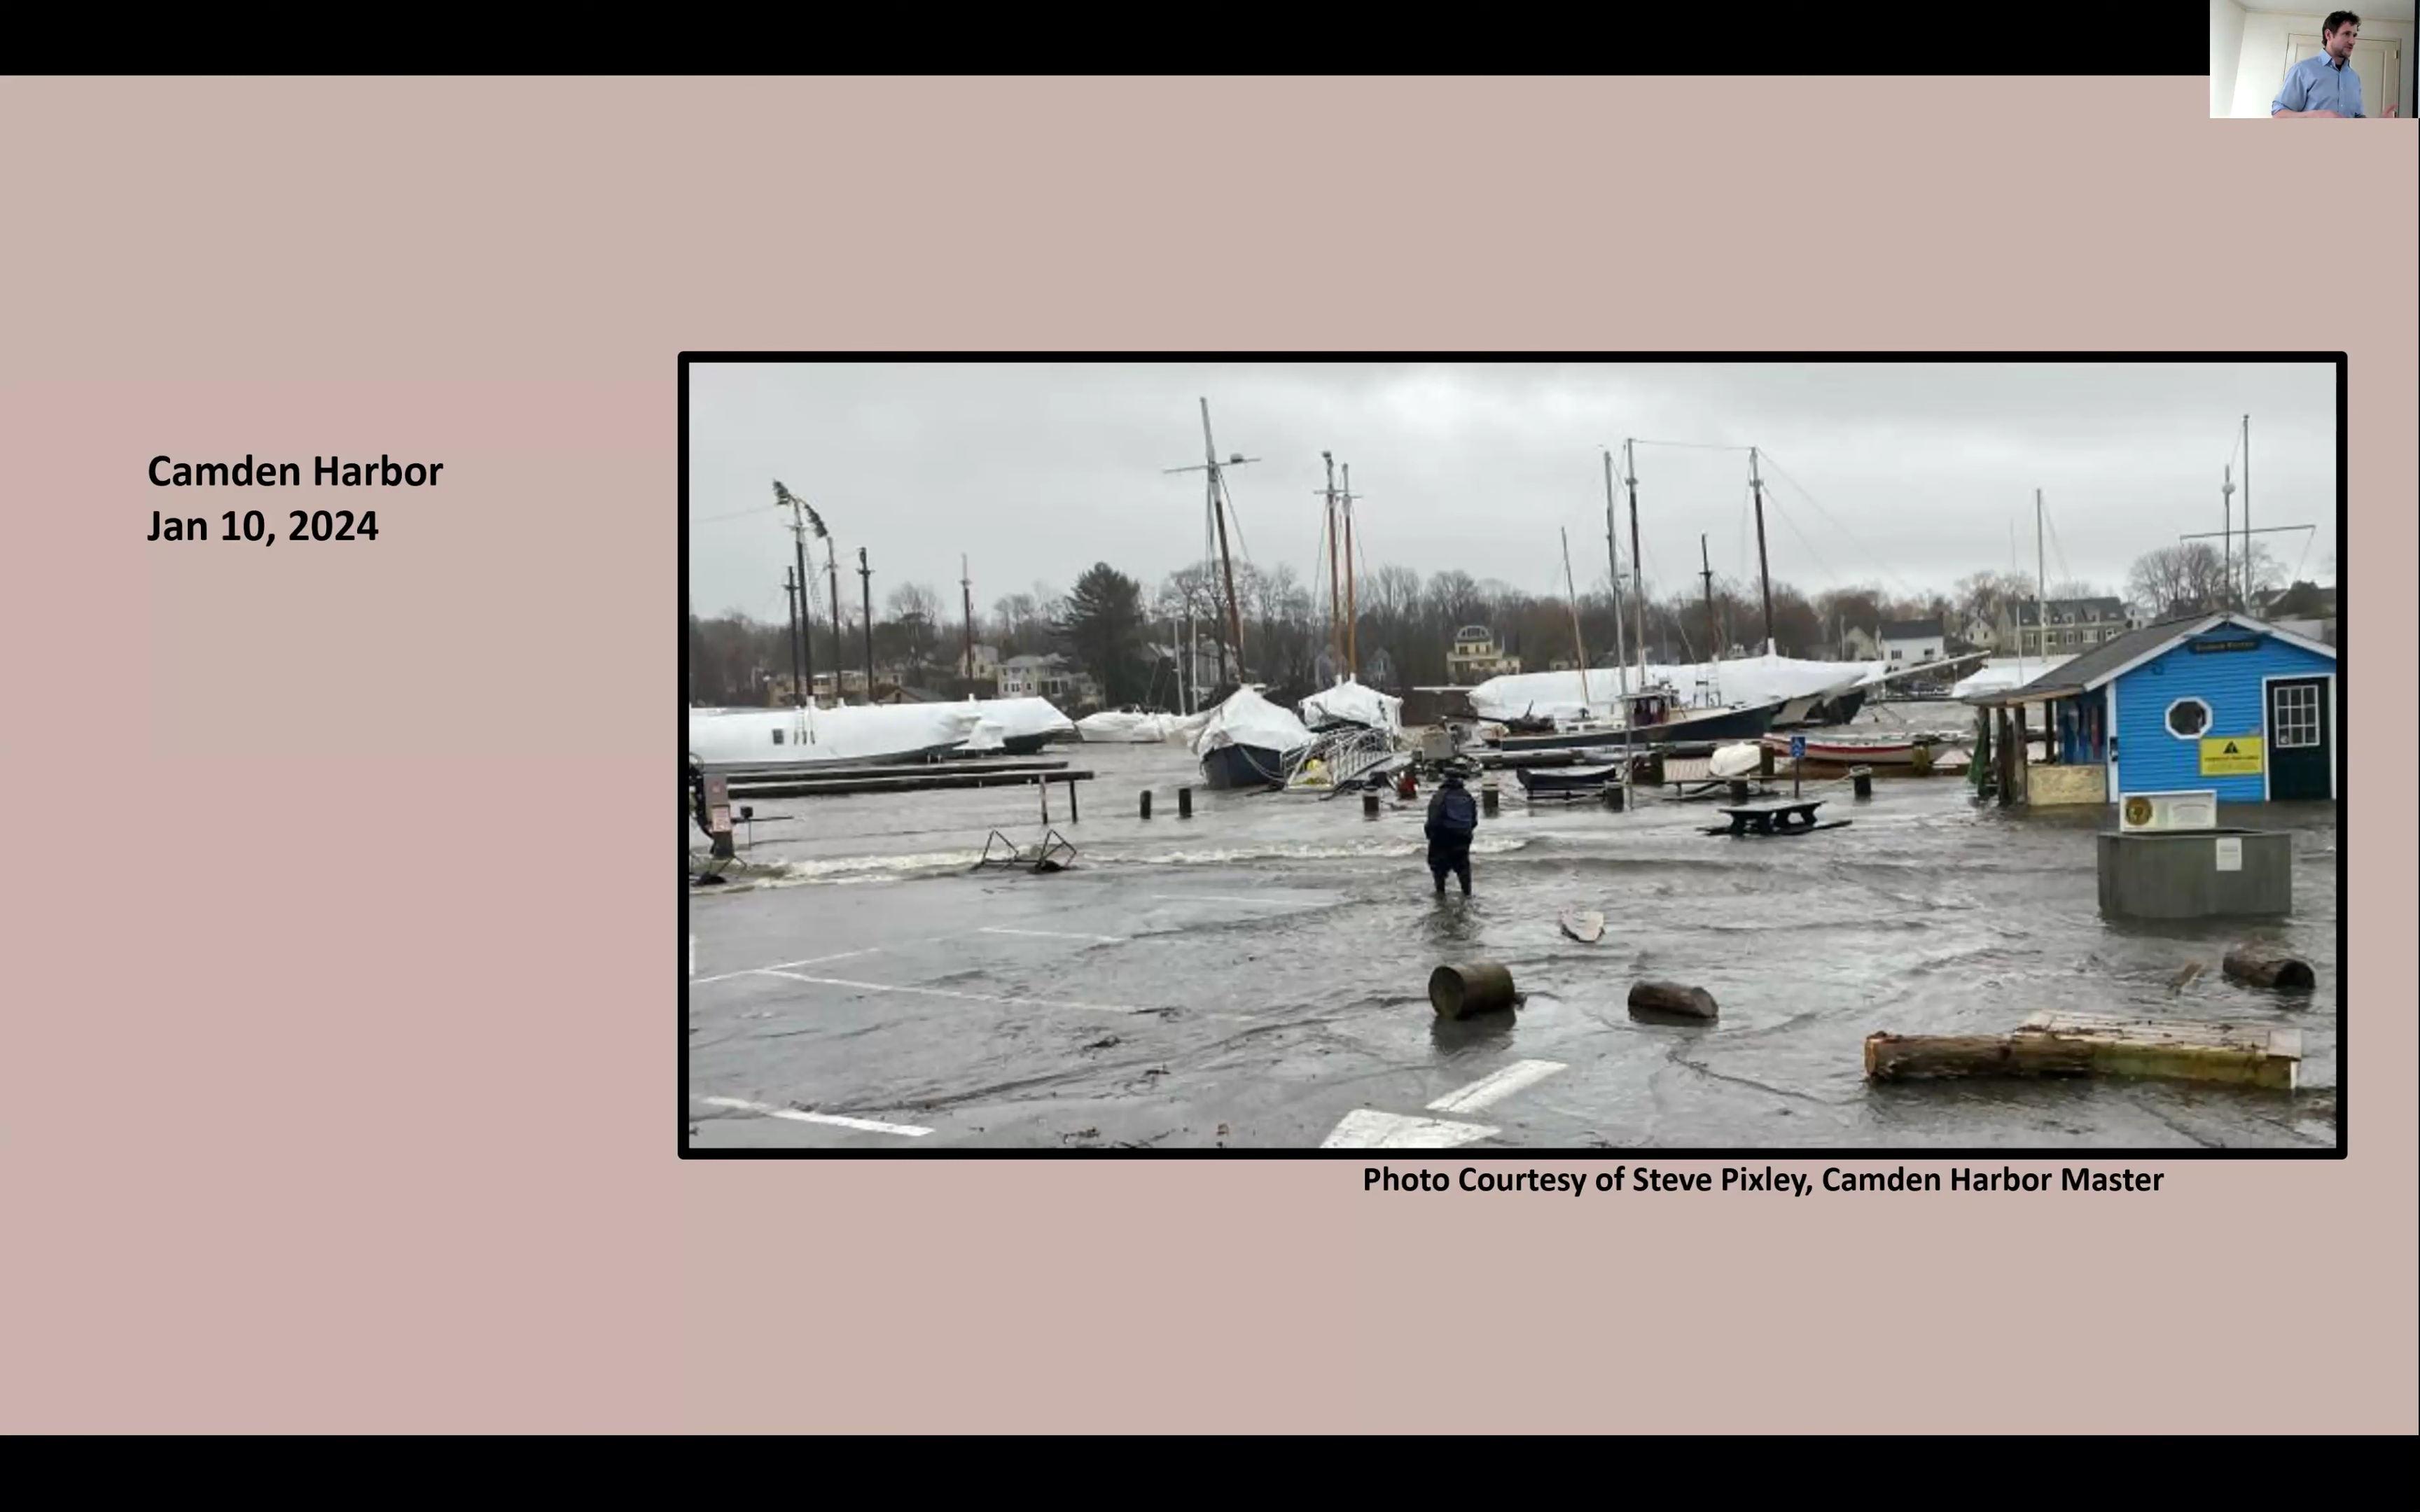 Camden Harbor
Jan 10, 2024
Photo Courtesy of Steve Pixley, Camden Harbor Master